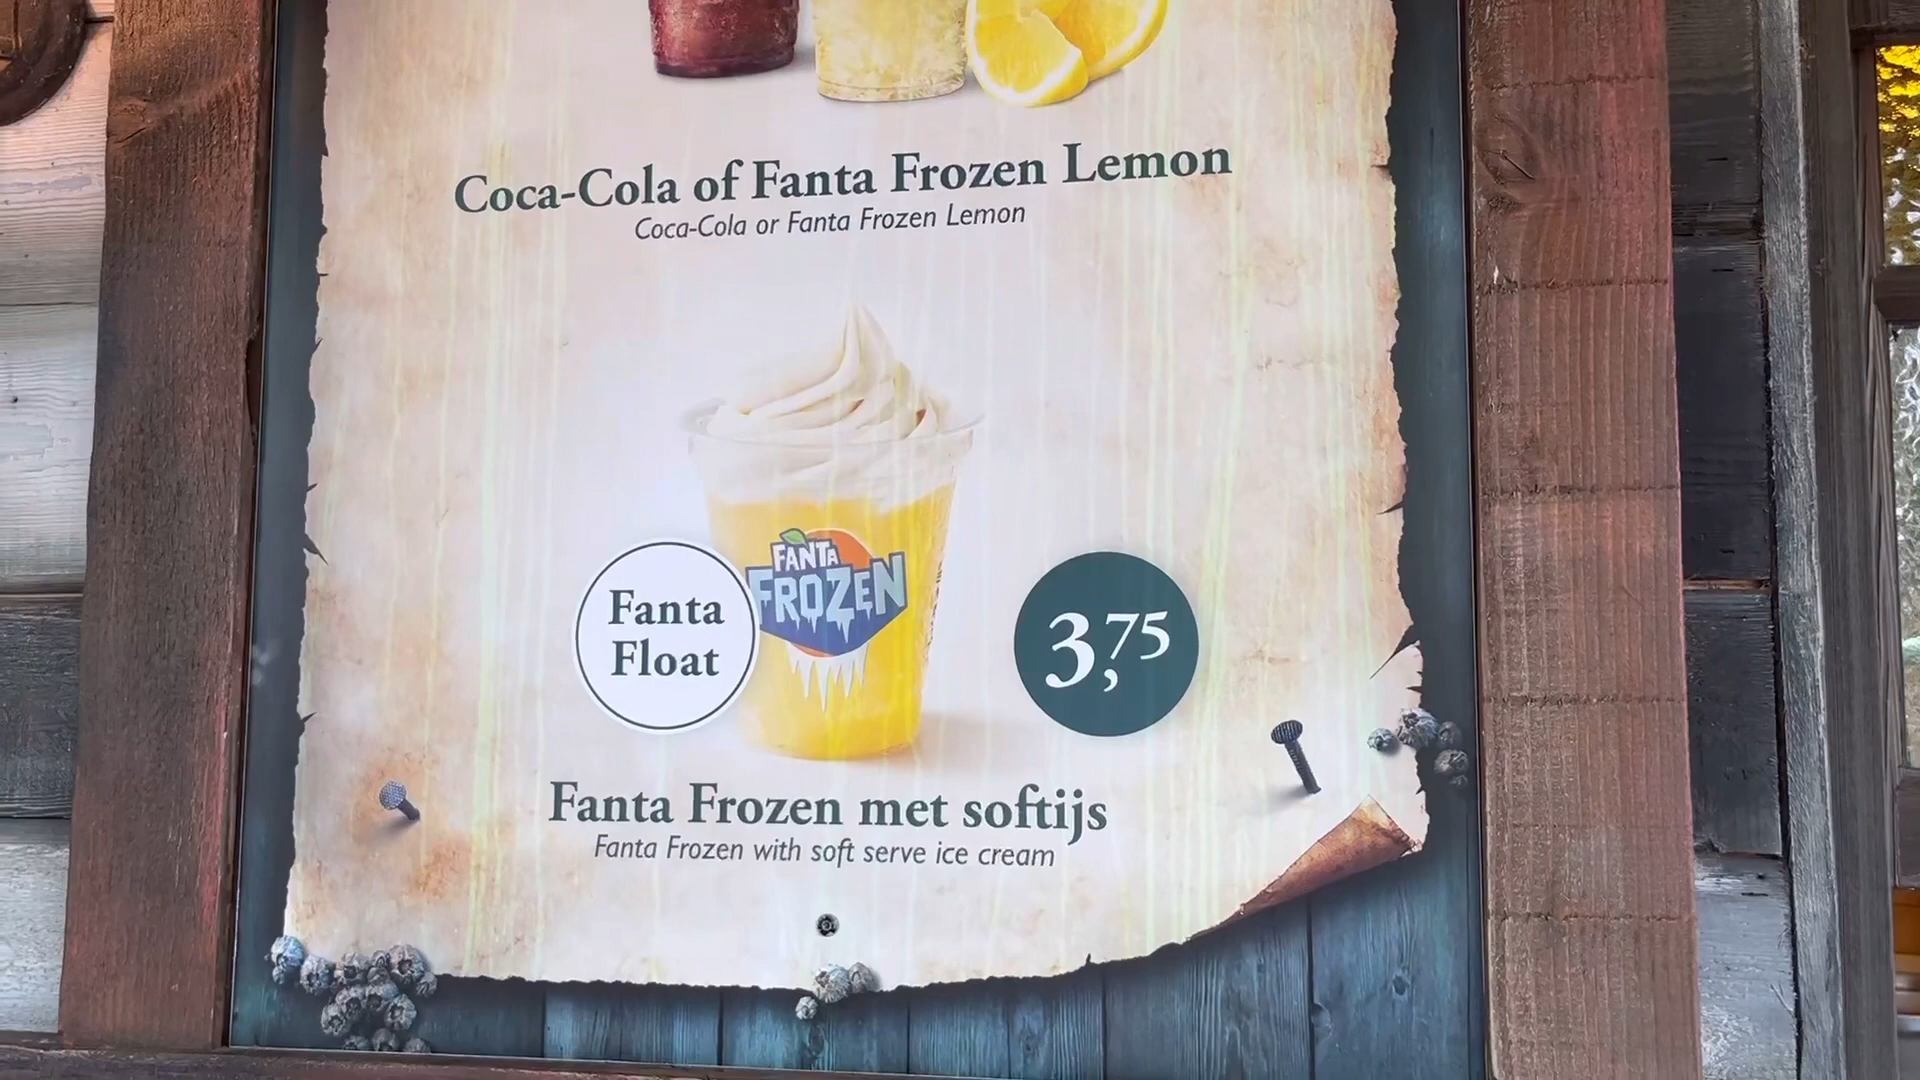 Coca-Cola of Fanta Frozen Lemon
Coca-Cola or Fanta Frozen Lemon
FANTA
FROZEN
Fanta
Float
3,75
Fanta Frozen met softijs
Fanta Frozen with soft serve ice cream